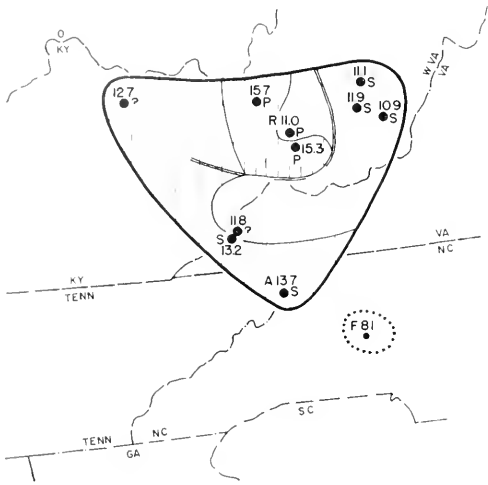 O
KY
W VA
VA
11.1
S
12.7
?
15.7
P
11.9
S
10.9
S
R 11.0
P
15.3
P
11.8
?
S
13.2
VA
NC
KY
TENN
A 13.7
S
F 8.1
SC
TENN
NC
GA